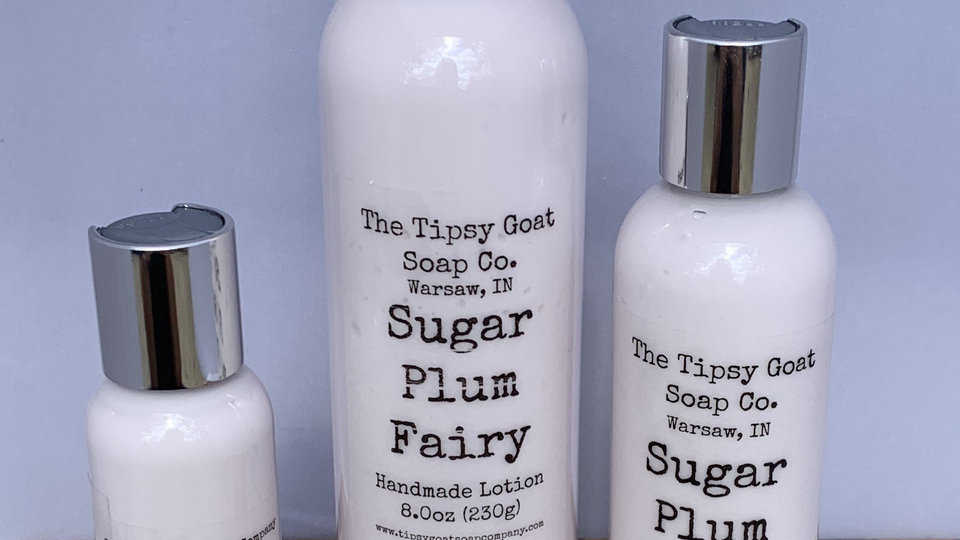 The Tipsy Goat
Soap Co.
Warsaw, IN
Sugar
Plum
Fairy
Handmade Lotion
8.0oz (230g)
www.tipsygoatsoapcompany.com
The Tipsy Goat
Soap Co.
Warsaw, IN
Sugar
Plum
Company